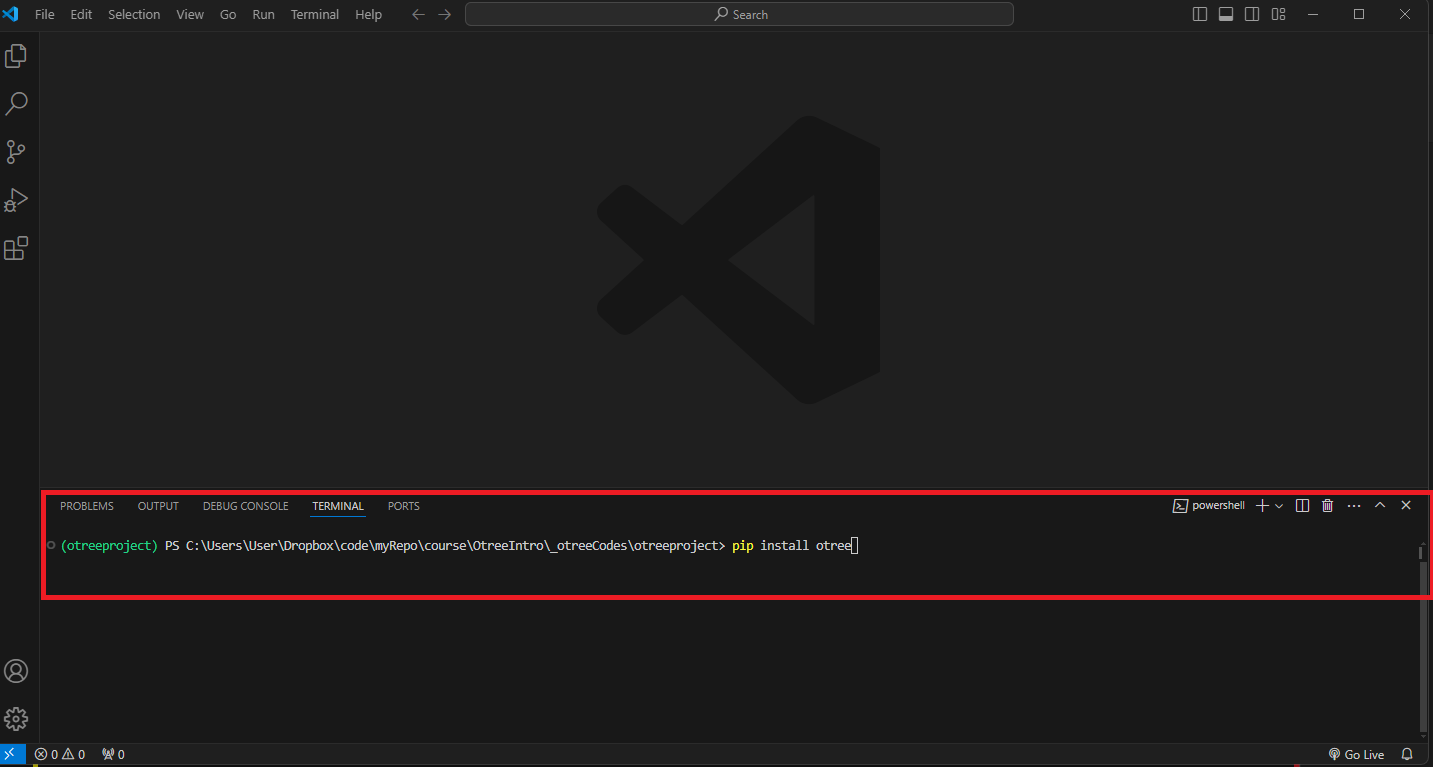 File Edit Selection View Go Run Terminal Help Search
PROBLEMS OUTPUT DEBUG CONSOLE TERMINAL PORTS powershell
(otreeproject) PS C:\Users\User\Dropbox\code\myRepo\course\OtreeIntro\_otreeCodes\otreeproject> pip install otree
0 0 0 Go Live